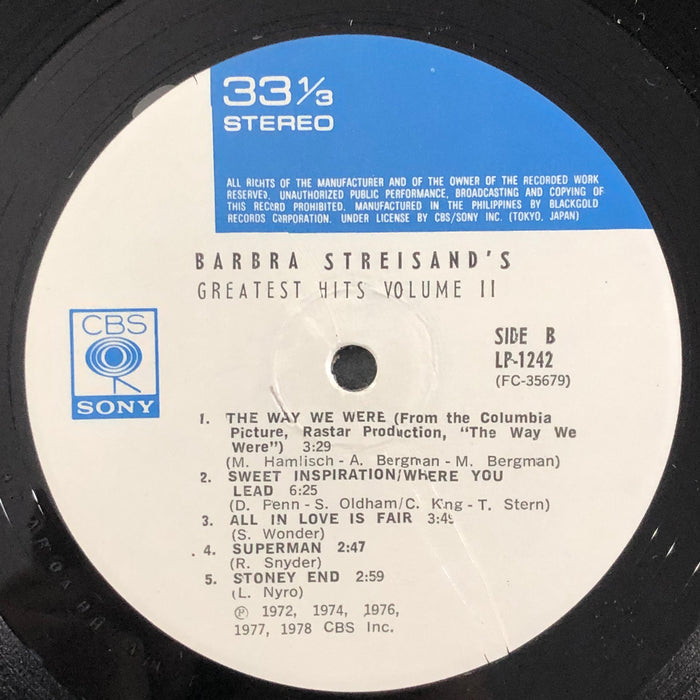 33 1/3
STEREO
ALL RIGHTS OF THE MANUFACTURER AND OF THE OWNER OF THE RECORDED WORK
RESERVED. UNAUTHORIZED PUBLIC PERFORMANCE, BROADCASTING AND COPYING OF
THIS RECORD PROHIBITED. MANUFACTURED IN THE PHILIPPINES BY BLACKGOLD
RECORDS CORPORATION. UNDER LICENSE BY CBS/SONY INC. (TOKYO, JAPAN)
BARBRA STREISAND'S
GREATEST HITS VOLUME II
CBS
SONY
SIDE B
LP-1242
(FC-35679)
1. THE WAY WE WERE (From the Columbia
Picture, Rastar Production, "The Way We
Were") 3:29
(M. Hamlisch - A. Bergman - M. Bergman)
2. SWEET INSPIRATION/WHERE YOU
LEAD 6:25
(D. Penn - S. Oldham/C. King - T. Stern)
3. ALL IN LOVE IS FAIR 3:49
(S. Wonder)
4. SUPERMAN 2:47
(R. Snyder)
5. STONEY END 2:59
(L. Nyro)
℗ 1972, 1974, 1976,
1977, 1978 CBS Inc.